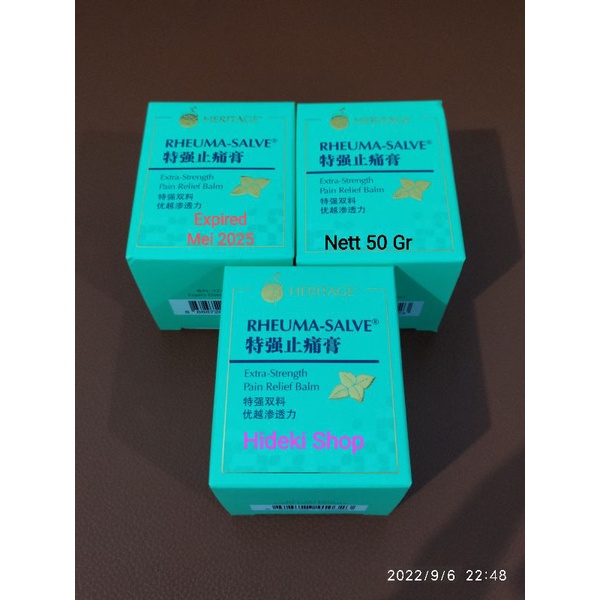 HERITAGE
RHEUMA-SALVE®
特强止痛膏
Extra-Strength
Pain Relief Balm
特强双料
优越渗透力
Expired
Mei 2025
HERITAGE
RHEUMA-SALVE®
特强止痛膏
Extra-Strength
Pain Relief Balm
特强双料
优越渗透力
Nett 50 Gr
HERITAGE
RHEUMA-SALVE®
特强止痛膏
Extra-Strength
Pain Relief Balm
特强双料
优越渗透力
Hideki Shop
2022/9/6 22:48